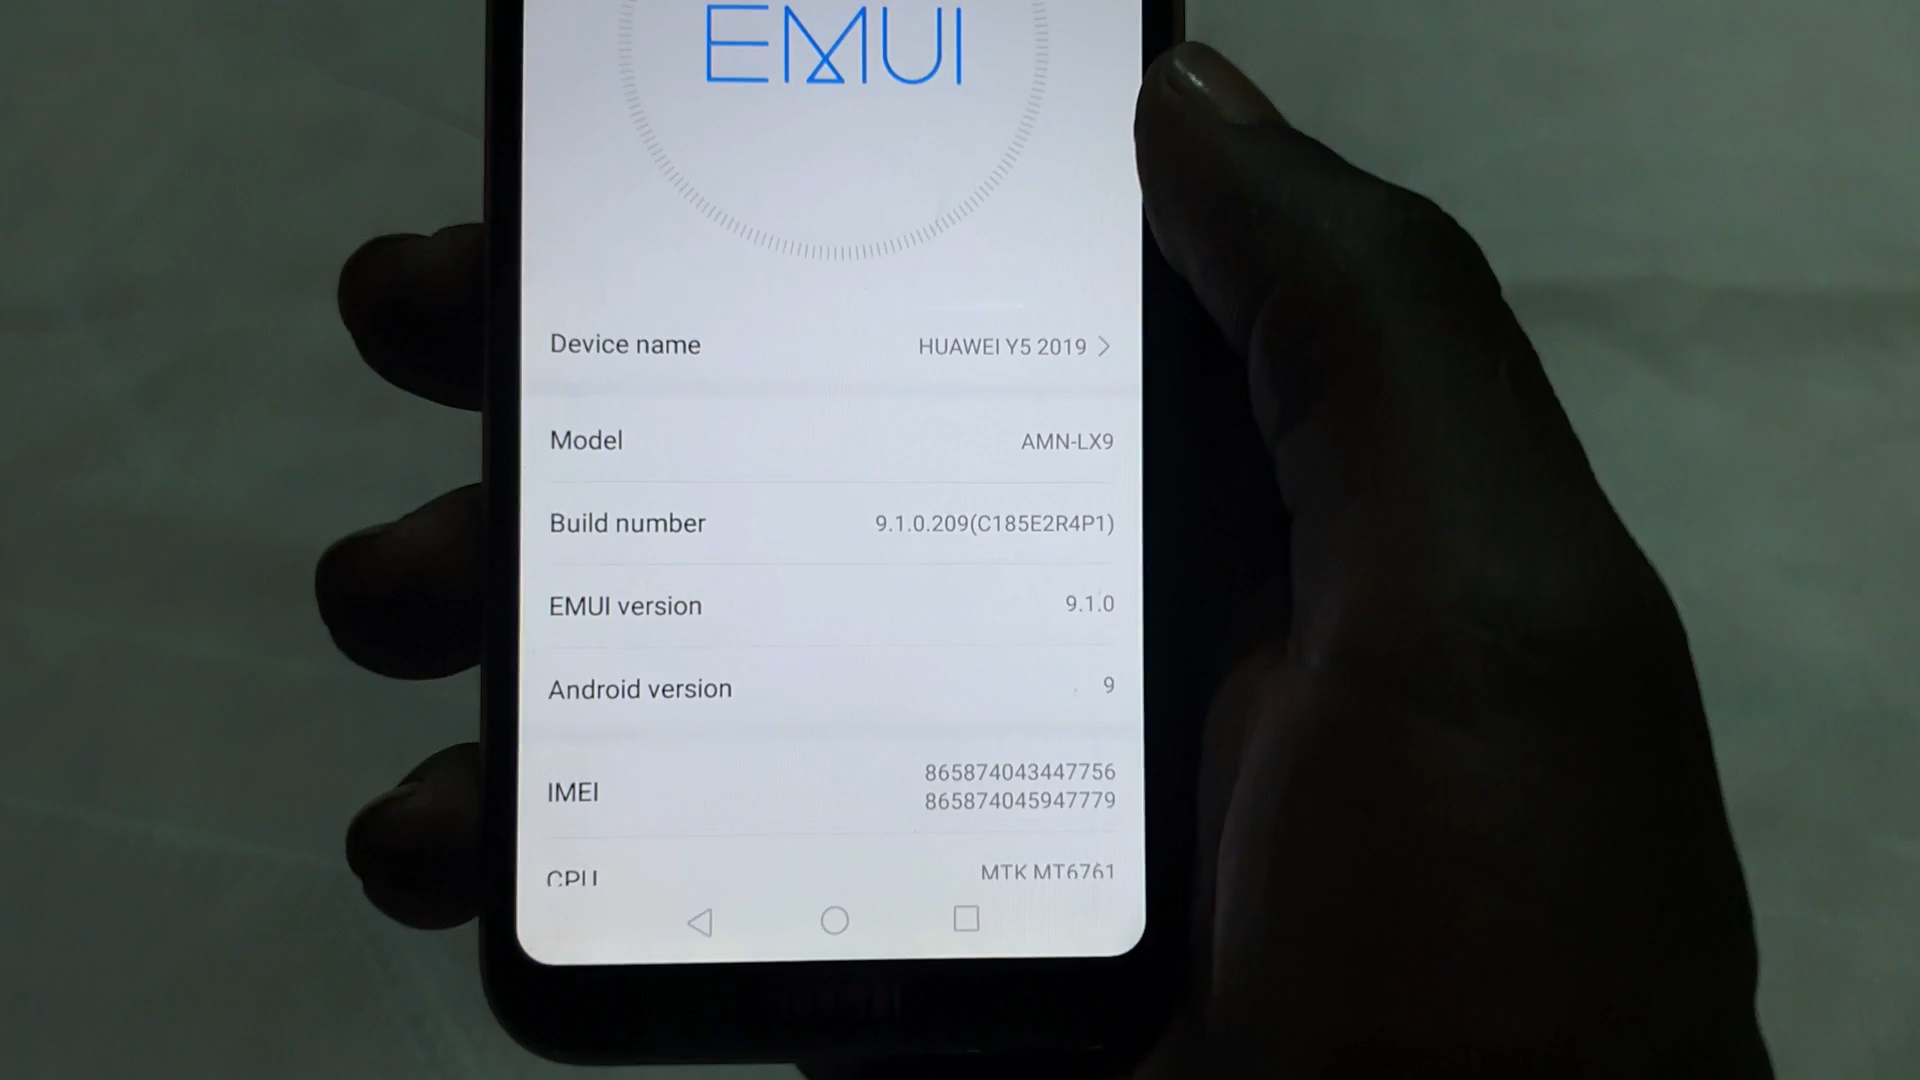 EMUI
Device name HUAWEI Y5 2019
Model AMN-LX9
Build number 9.1.0.209(C185E2R4P1)
EMUI version 9.1.0
Android version 9
IMEI 865874043447756
865874045947779
CPU MTK MT6761